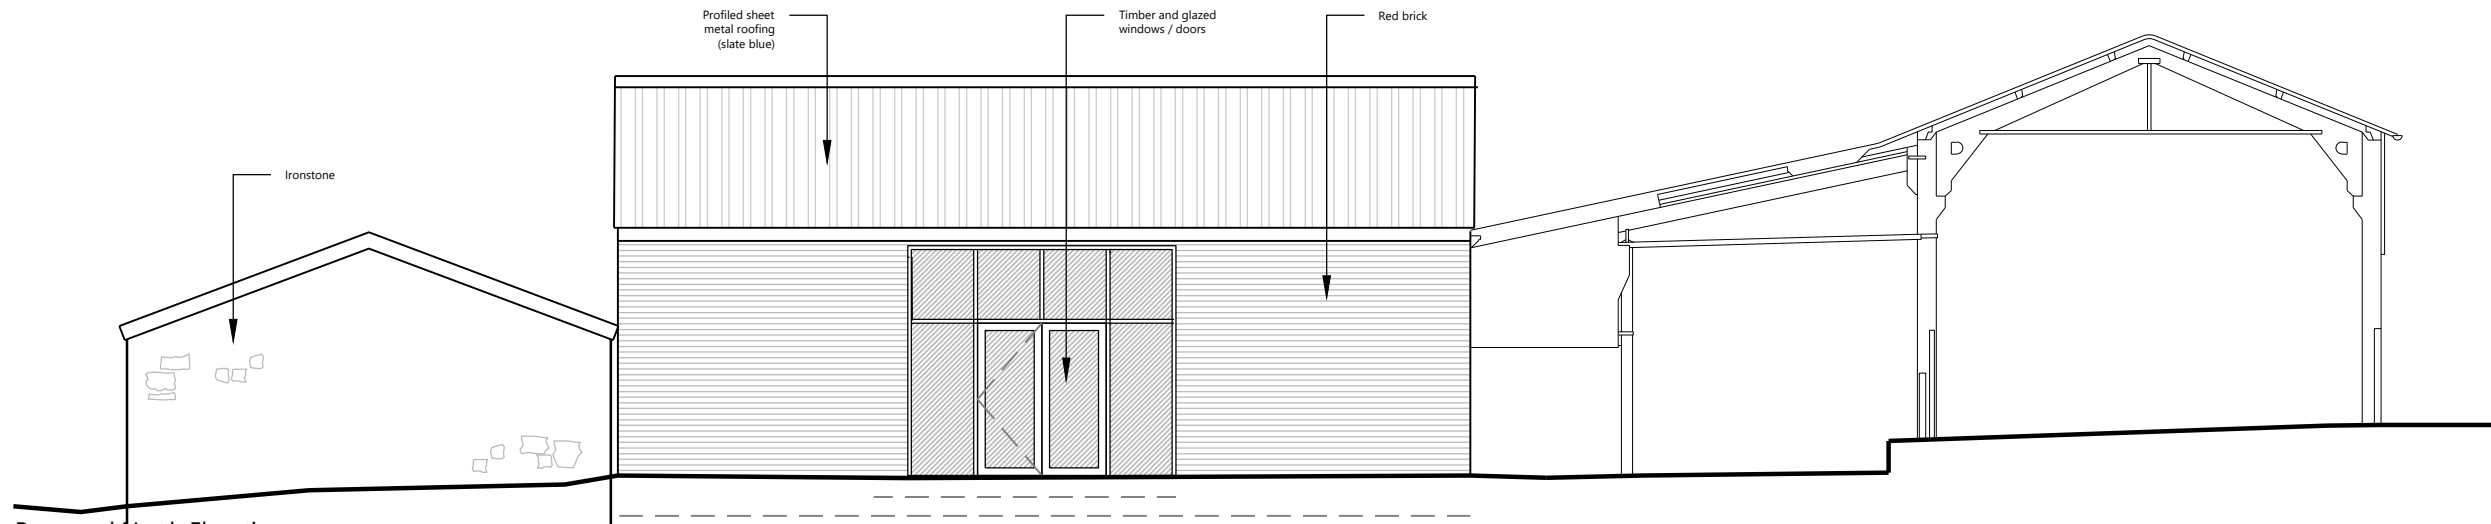 Profiled sheet
metal roofing
(slate blue)
Timber and glazed
windows / doors
Red brick
Ironstone